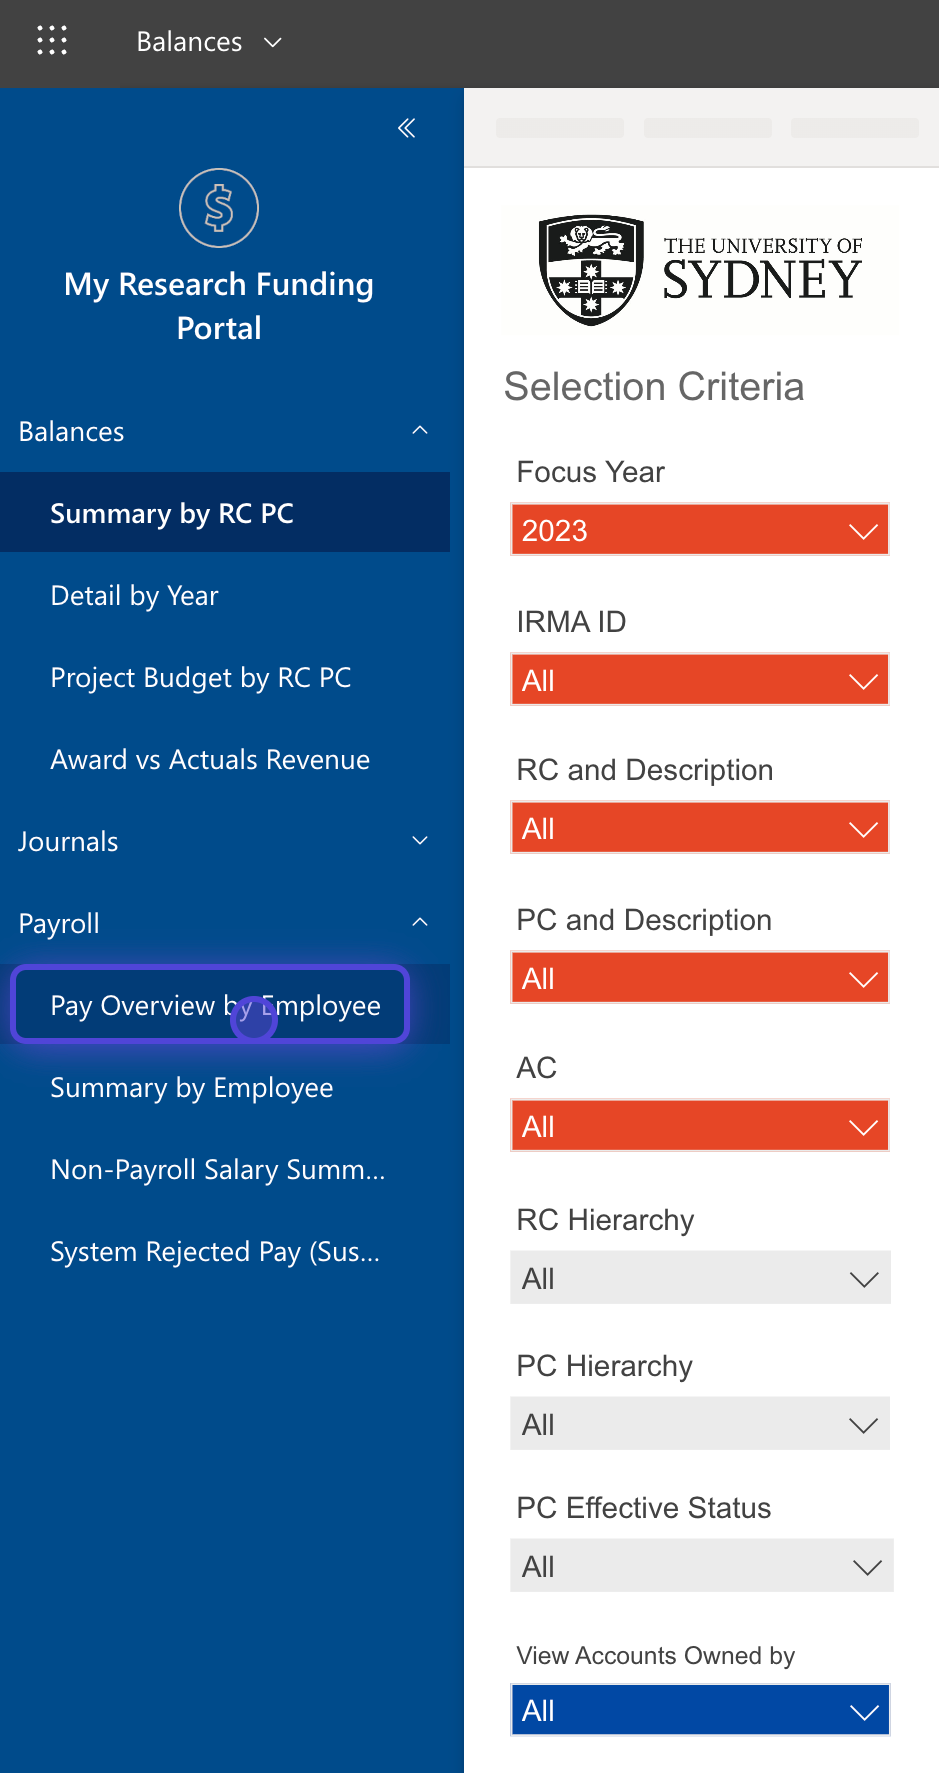 Balances
My Research Funding
Portal
Balances
Summary by RC PC
Detail by Year
Project Budget by RC PC
Award vs Actuals Revenue
Journals
Payroll
Pay Overview by Employee
Summary by Employee
Non-Payroll Salary Summ...
System Rejected Pay (Sus...
THE UNIVERSITY OF
SYDNEY
Selection Criteria
Focus Year
2023
IRMA ID
All
RC and Description
All
PC and Description
All
AC
All
RC Hierarchy
All
PC Hierarchy
All
PC Effective Status
All
View Accounts Owned by
All